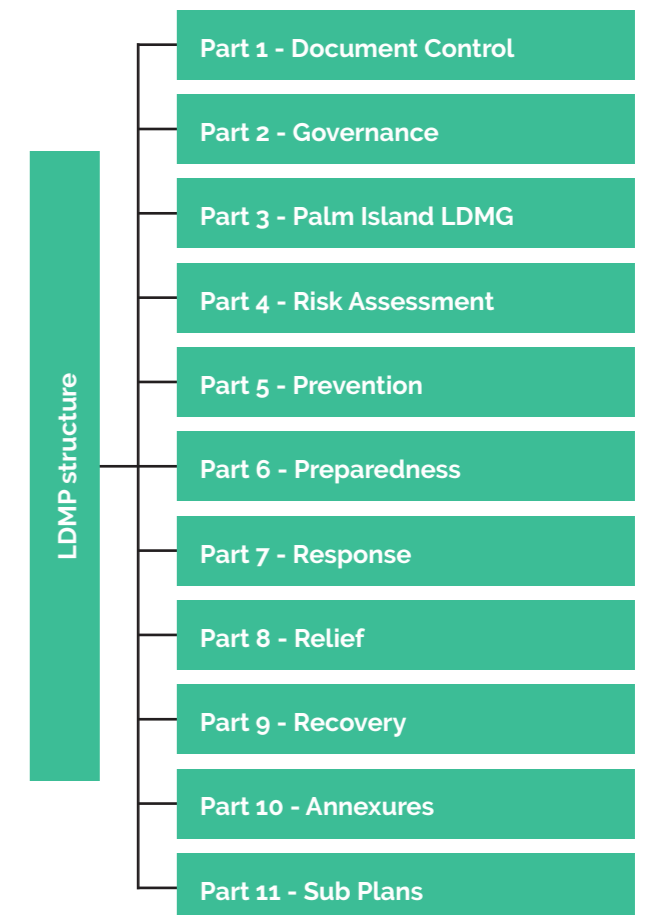 LDMP structure
Part 1 - Document Control
Part 2 - Governance
Part 3 - Palm Island LDMG
Part 4 - Risk Assessment
Part 5 - Prevention
Part 6 - Preparedness
Part 7 - Response
Part 8 - Relief
Part 9 - Recovery
Part 10 - Annexures
Part 11 - Sub Plans